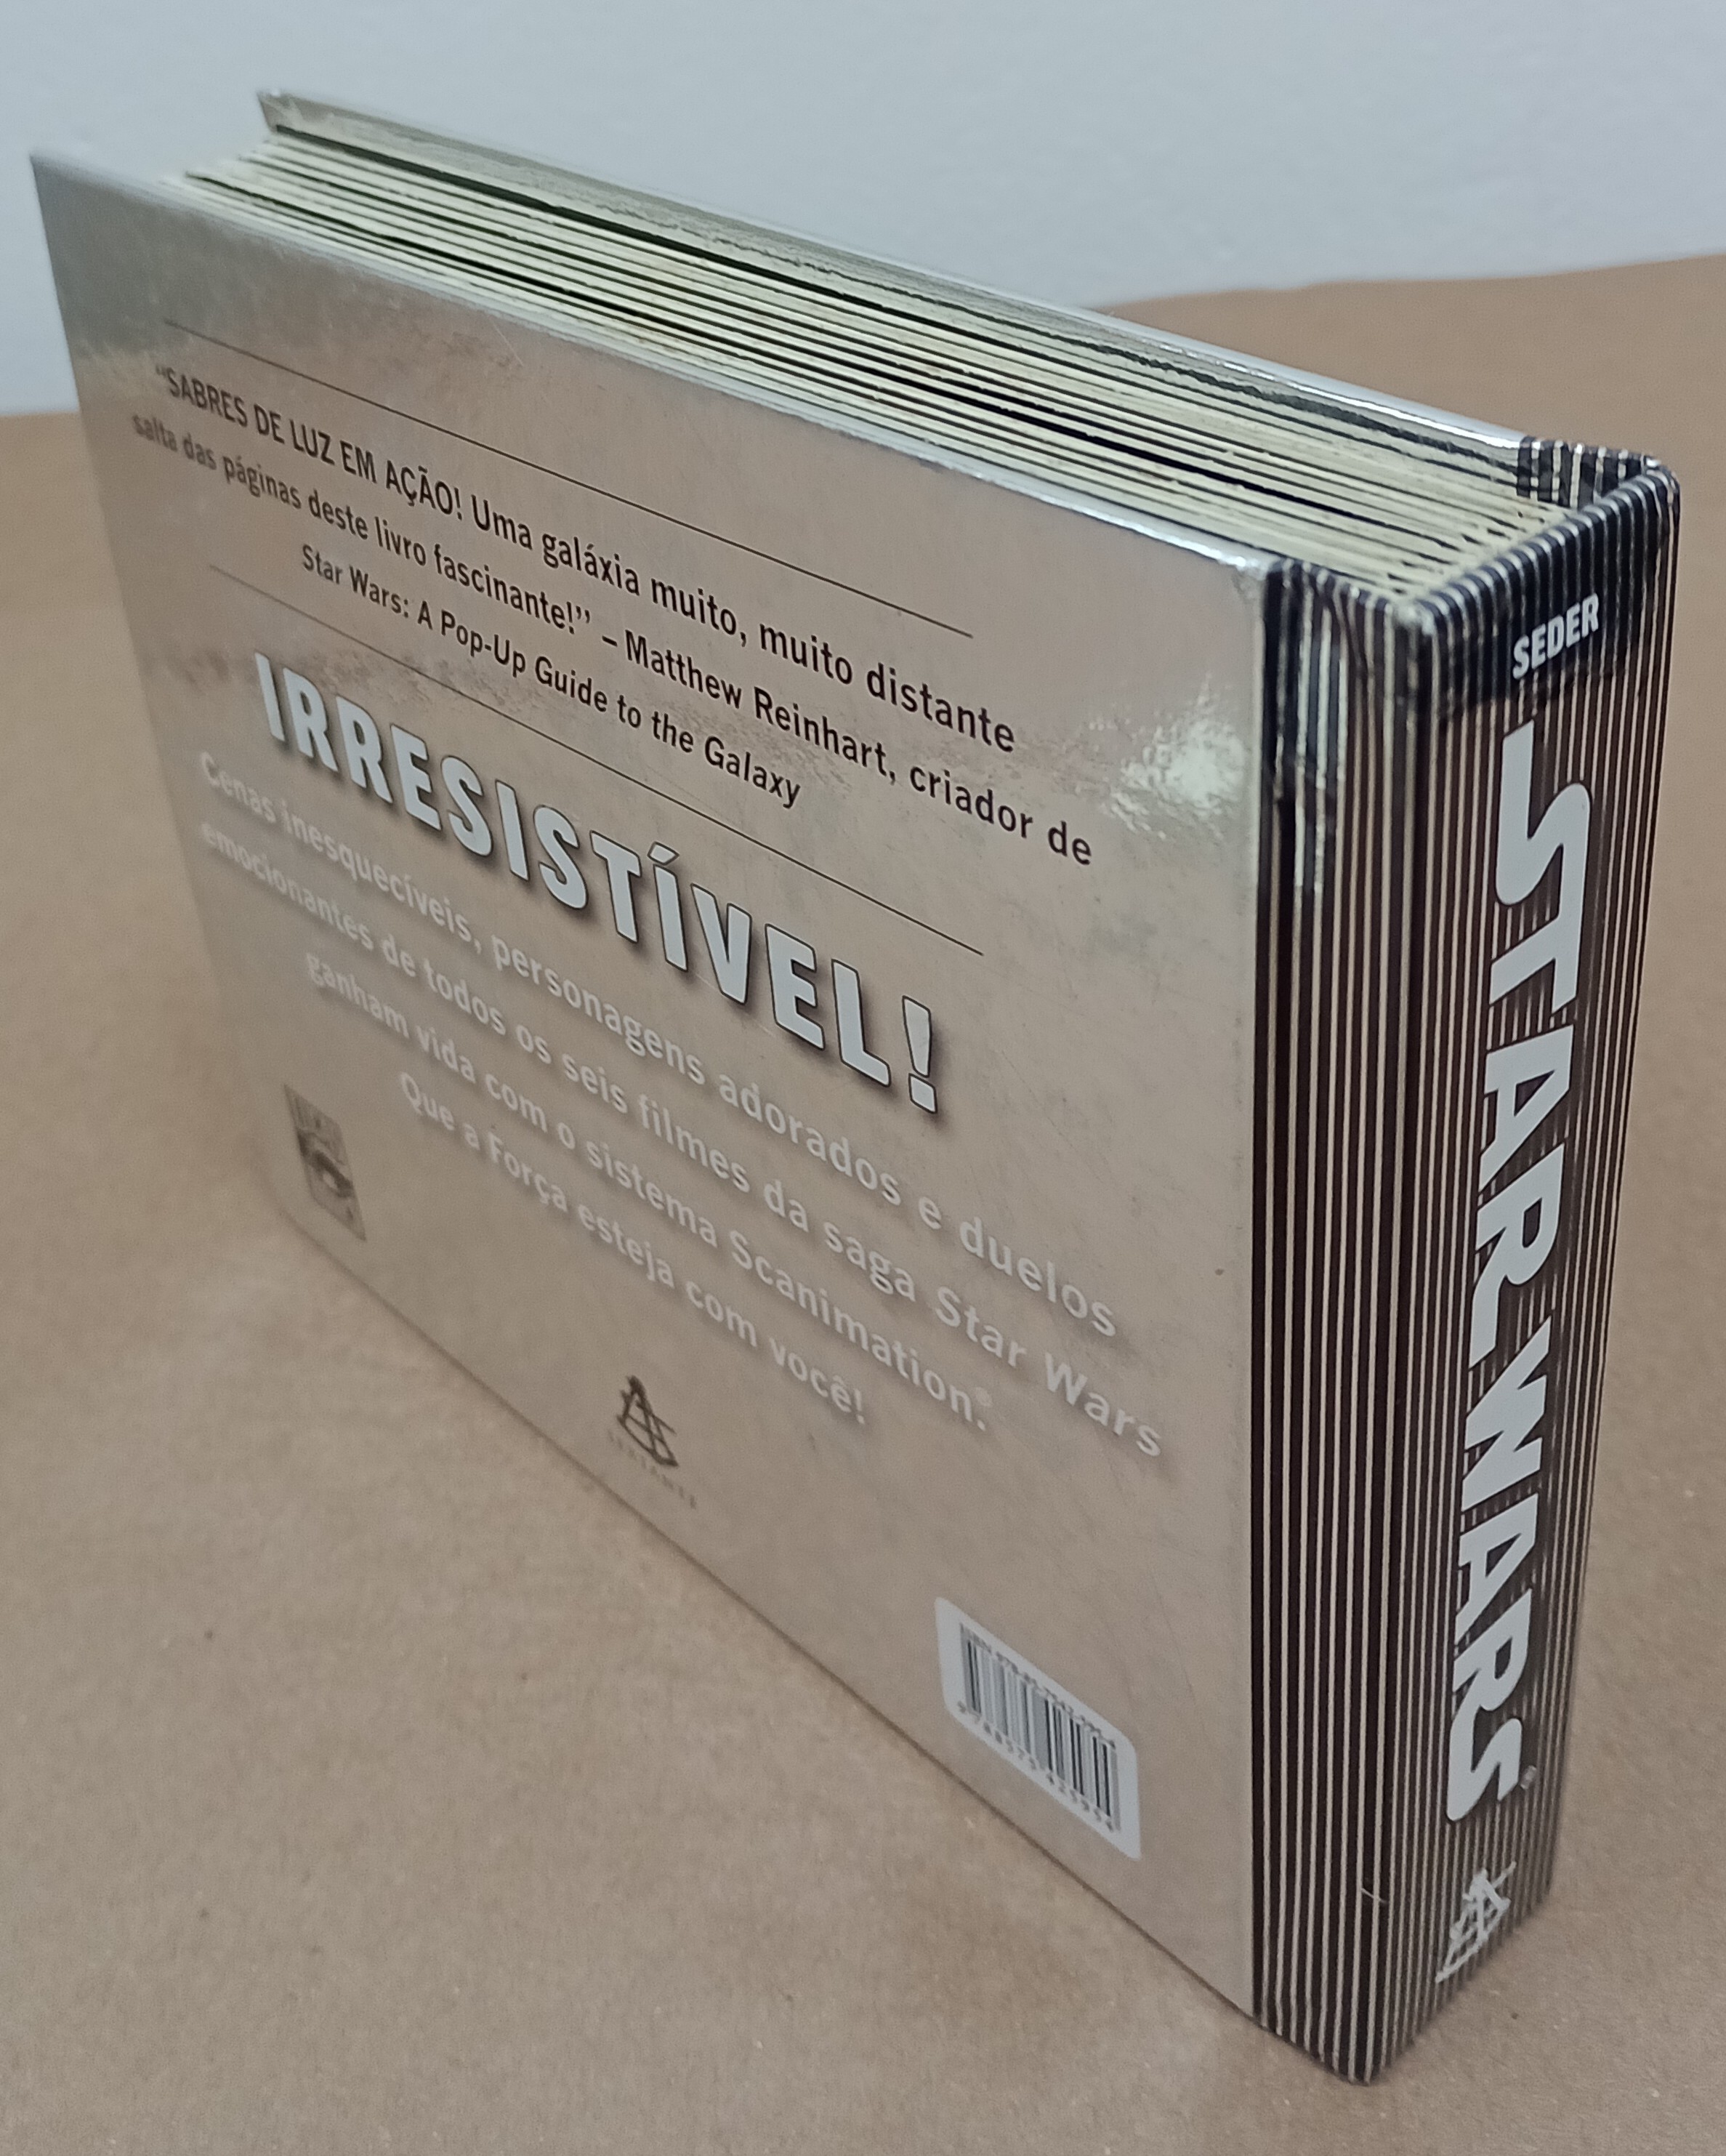 “SABRES DE LUZ EM AÇÃO! Uma galáxia muito, muito distante
salta das páginas deste livro fascinante!” – Matthew Reinhart, criador de
Star Wars: A Pop-Up Guide to the Galaxy
IRRESISTÍVEL!
Cenas inesquecíveis, personagens adorados e duelos
emocionantes de todos os seis filmes da saga Star Wars
ganham vida com o sistema Scanimation.
Que a Força esteja com você!
SEXTANTE
SEDER
STAR WARS